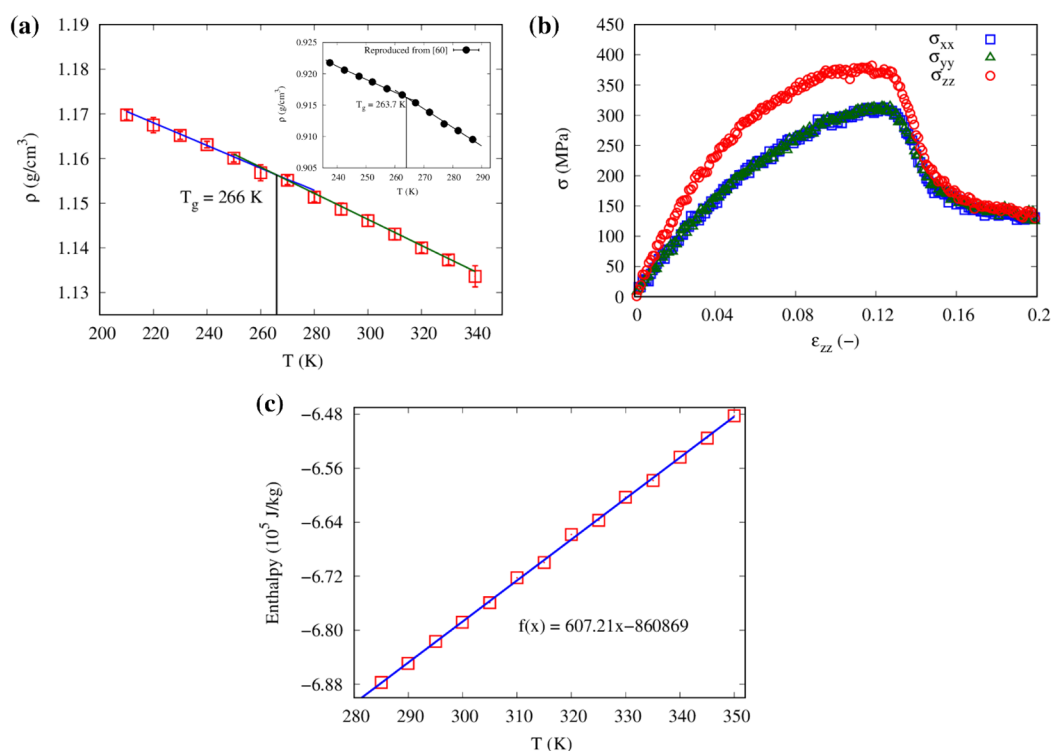 (a)
1.19
1.18
1.17
1.16
1.15
1.14
1.13
ρ (g/cm³)
200 220 240 260 280 300 320 340
T (K)
T_g = 266 K
0.925
0.920
0.915
0.910
0.905
ρ (g/cm³)
240 250 260 270 280 290
T (K)
Reproduced from [60]
T_g = 263.7 K
(b)
450
400
350
300
250
200
150
100
50
0
σ (MPa)
0 0.04 0.08 0.12 0.16 0.2
ε_zz (−)
σ_xx
σ_yy
σ_zz
(c)
−6.48
−6.56
−6.64
−6.72
−6.80
−6.88
Enthalpy (10⁵ J/kg)
280 290 300 310 320 330 340 350
T (K)
f(x) = 607.21x−860869